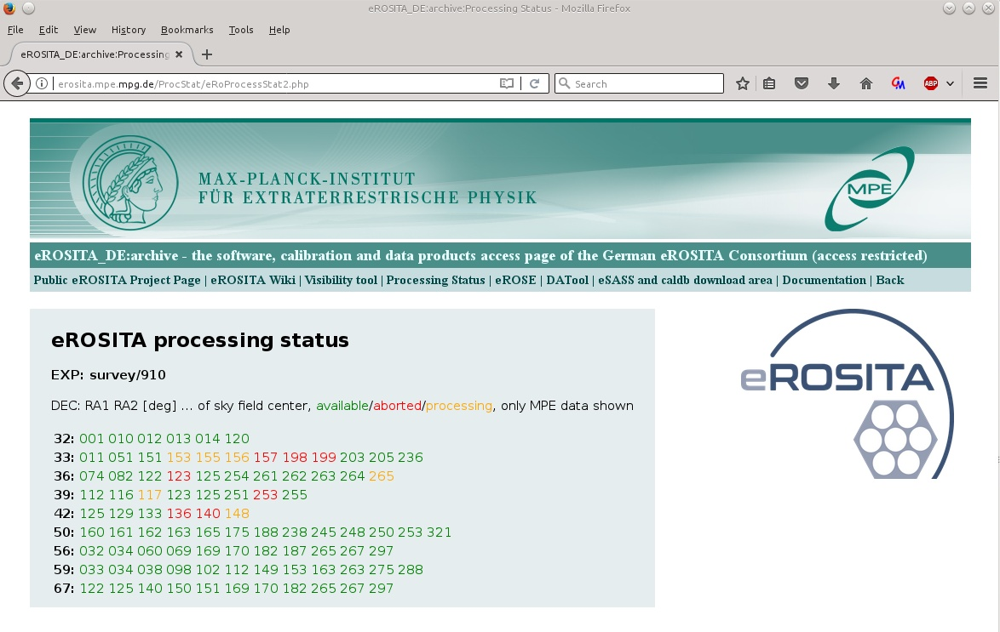 eROSITA_DE:archive:Processing Status - Mozilla Firefox
File Edit View History Bookmarks Tools Help
eROSITA_DE:archive:Processing
erosita.mpe.mpg.de/ProcStat/eRoProcessStat2.php
Search
GM
ABP
MAX-PLANCK-INSTITUT
FÜR EXTRATERRESTRISCHE PHYSIK
MPE
eROSITA_DE:archive - the software, calibration and data products access page of the German eROSITA Consortium (access restricted)
Public eROSITA Project Page | eROSITA Wiki | Visibility tool | Processing Status | eROSE | DATool | eSASS and caldb download area | Documentation | Back
eROSITA processing status
EXP: survey/910
DEC: RA1 RA2 [deg] ... of sky field center, available/aborted/processing, only MPE data shown
32: 001 010 012 013 014 120
33: 011 051 151 153 155 156 157 198 199 203 205 236
36: 074 082 122 123 125 254 261 262 263 264 265
39: 112 116 117 123 125 251 253 255
42: 125 129 133 136 140 148
50: 160 161 162 163 165 175 188 238 245 248 250 253 321
56: 032 034 060 069 169 170 182 187 265 267 297
59: 033 034 038 098 102 112 149 153 163 263 275 288
67: 122 125 140 150 151 169 170 182 265 267 297
eROSITA